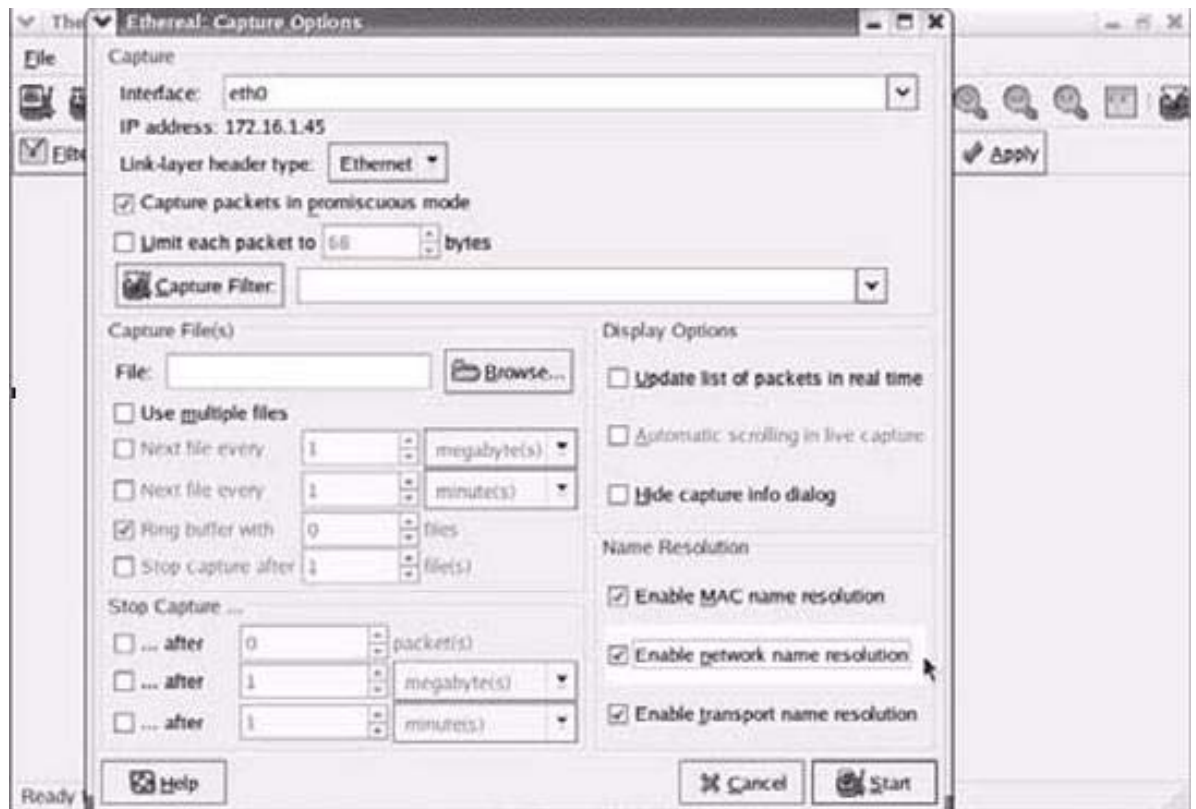 The
Ethereal: Capture Options
File
Capture
Interface: eth0
IP address: 172.16.1.45
Link-layer header type: Ethernet
Filte
Apply
Capture packets in promiscuous mode
Limit each packet to 68 bytes
Capture Filter:
Capture File(s)
File: Browse...
Use multiple files
Next file every 1 megabyte(s)
Next file every 1 minute(s)
Ring buffer with 0 files
Stop capture after 1 file(s)
Stop Capture ...
... after 0 packet(s)
... after 1 megabyte(s)
... after 1 minute(s)
Display Options
Update list of packets in real time
Automatic scrolling in live capture
Hide capture info dialog
Name Resolution
Enable MAC name resolution
Enable network name resolution
Enable transport name resolution
Help
Cancel
Start
Ready